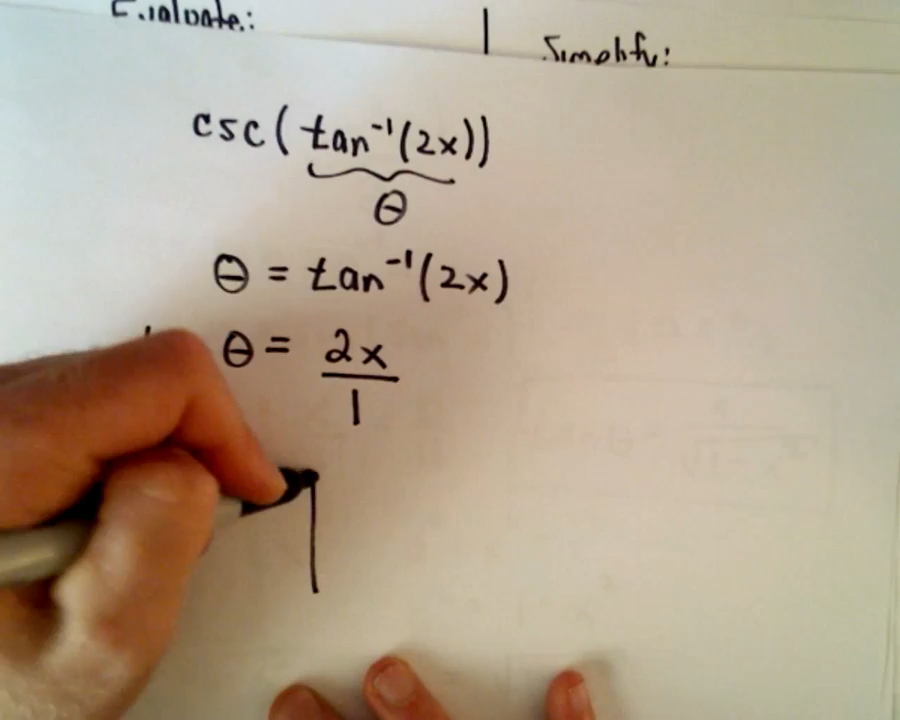 Evaluate:
Simplify:
csc(tan⁻¹(2x))
θ
θ = tan⁻¹(2x)
θ = 2x
1